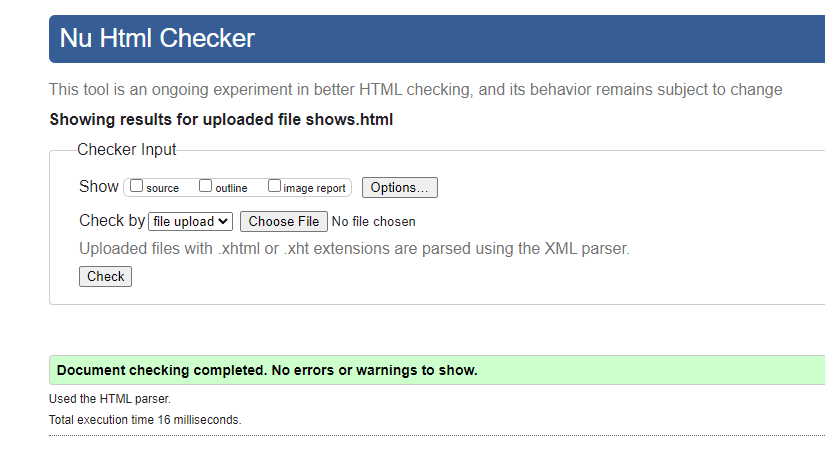 Nu Html Checker
This tool is an ongoing experiment in better HTML checking, and its behavior remains subject to change
Showing results for uploaded file shows.html
Checker Input
Show source outline image report Options...
Check by file upload Choose File No file chosen
Uploaded files with .xhtml or .xht extensions are parsed using the XML parser.
Check
Document checking completed. No errors or warnings to show.
Used the HTML parser.
Total execution time 16 milliseconds.